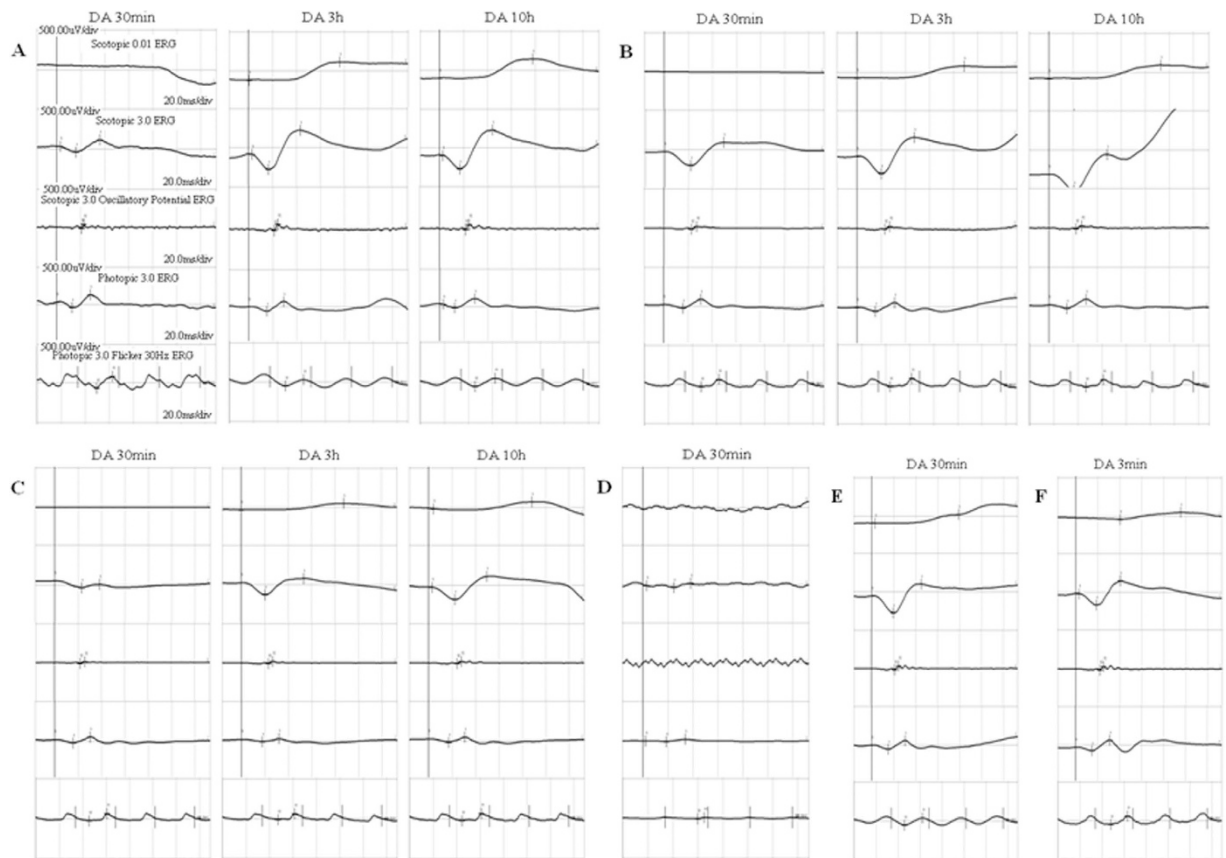 DA 30min DA 3h DA 10h
DA 30min DA 3h DA 10h
A
B
500.00uV/div
Scotopic 0.01 ERG
20.0ms/div
500.00uV/div
Scotopic 3.0 ERG
20.0ms/div
500.00uV/div
Scotopic 3.0 Oscillatory Potential ERG
20.0ms/div
500.00uV/div
Photopic 3.0 ERG
20.0ms/div
500.00uV/div
Photopic 3.0 Flicker 30Hz ERG
20.0ms/div
DA 30min DA 3h DA 10h
DA 30min
DA 30min
DA 3min
C
D
E
F